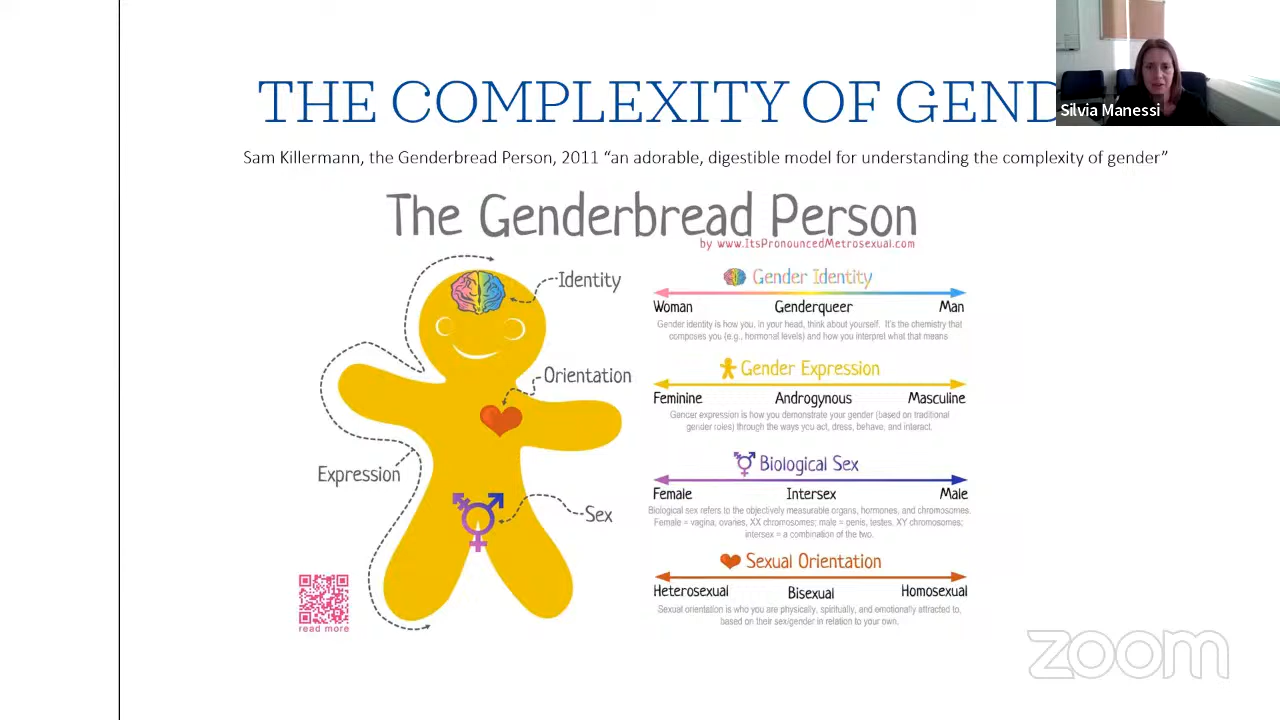 THE COMPLEXITY OF GEND
Silvia Manessi
Sam Killermann, the Genderbread Person, 2011 “an adorable, digestible model for understanding the complexity of gender”
The Genderbread Person
by www.ItsPronouncedMetrosexual.com
Identity
Orientation
Expression
Sex
read more
Gender Identity
Woman Genderqueer Man
Gender identity is how you, in your head, think about yourself. It's the chemistry that
composes you (e.g., hormonal levels) and how you interpret what that means
Gender Expression
Feminine Androgynous Masculine
Gender expression is how you demonstrate your gender (based on traditional
gender roles) through the ways you act, dress, behave, and interact.
Biological Sex
Female Intersex Male
Biological sex refers to the objectively measurable organs, hormones, and chromosomes.
Female = vagina, ovaries, XX chromosomes; male = penis, testes, XY chromosomes;
intersex = a combination of the two.
Sexual Orientation
Heterosexual Bisexual Homosexual
Sexual orientation is who you are physically, spiritually, and emotionally attracted to,
based on their sex/gender in relation to your own.
zoom